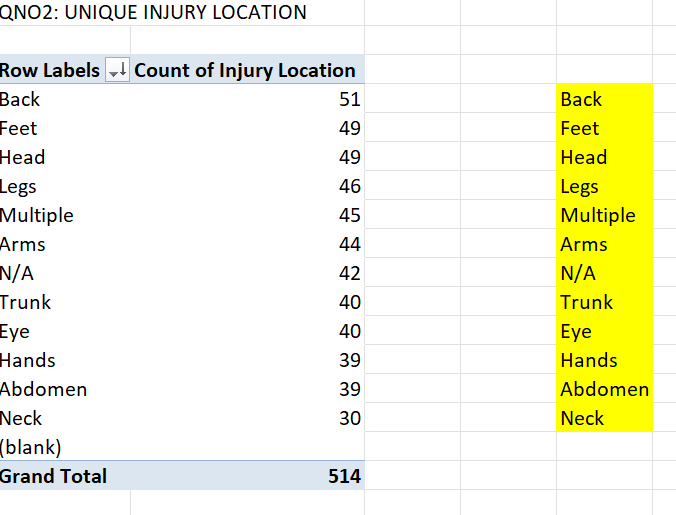 QNO2: UNIQUE INJURY LOCATION
Row Labels Count of Injury Location
Back 51 Back
Feet 49 Feet
Head 49 Head
Legs 46 Legs
Multiple 45 Multiple
Arms 44 Arms
N/A 42 N/A
Trunk 40 Trunk
Eye 40 Eye
Hands 39 Hands
Abdomen 39 Abdomen
Neck 30 Neck
(blank)
Grand Total 514